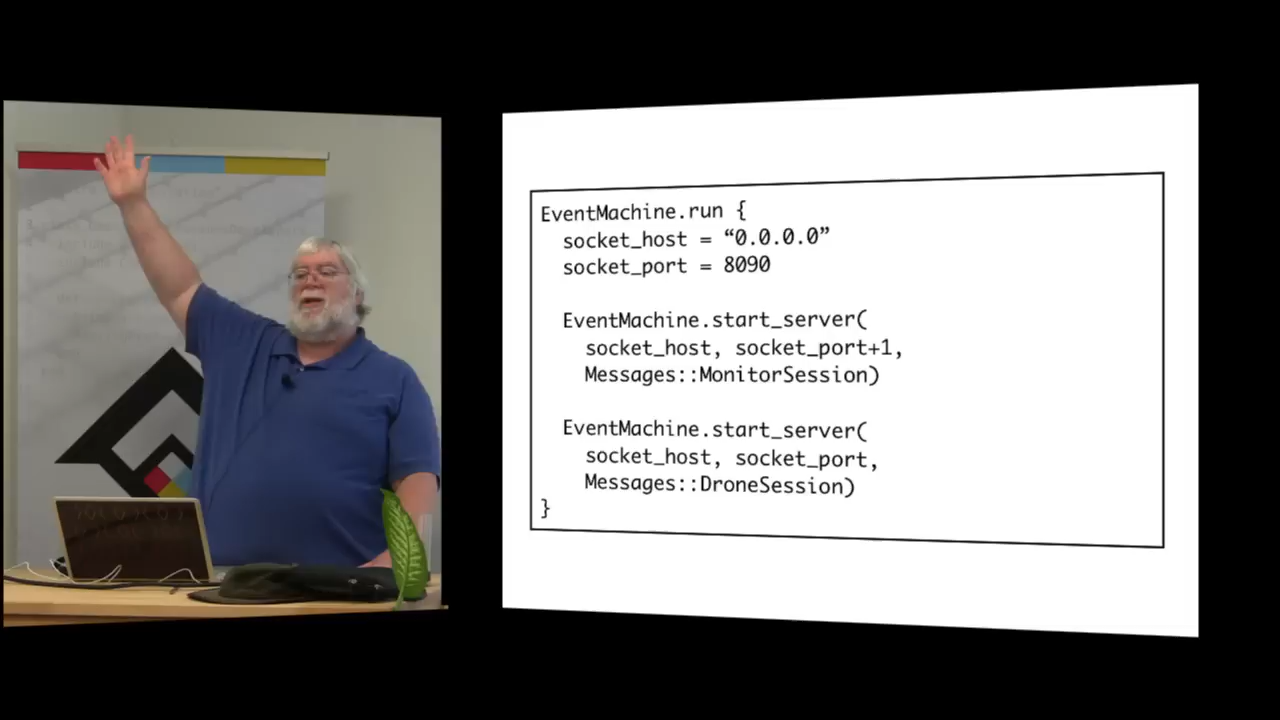 EventMachine.run {
socket_host = “0.0.0.0”
socket_port = 8090
EventMachine.start_server(
socket_host, socket_port+1,
Messages::MonitorSession)
EventMachine.start_server(
socket_host, socket_port,
Messages::DroneSession)
}